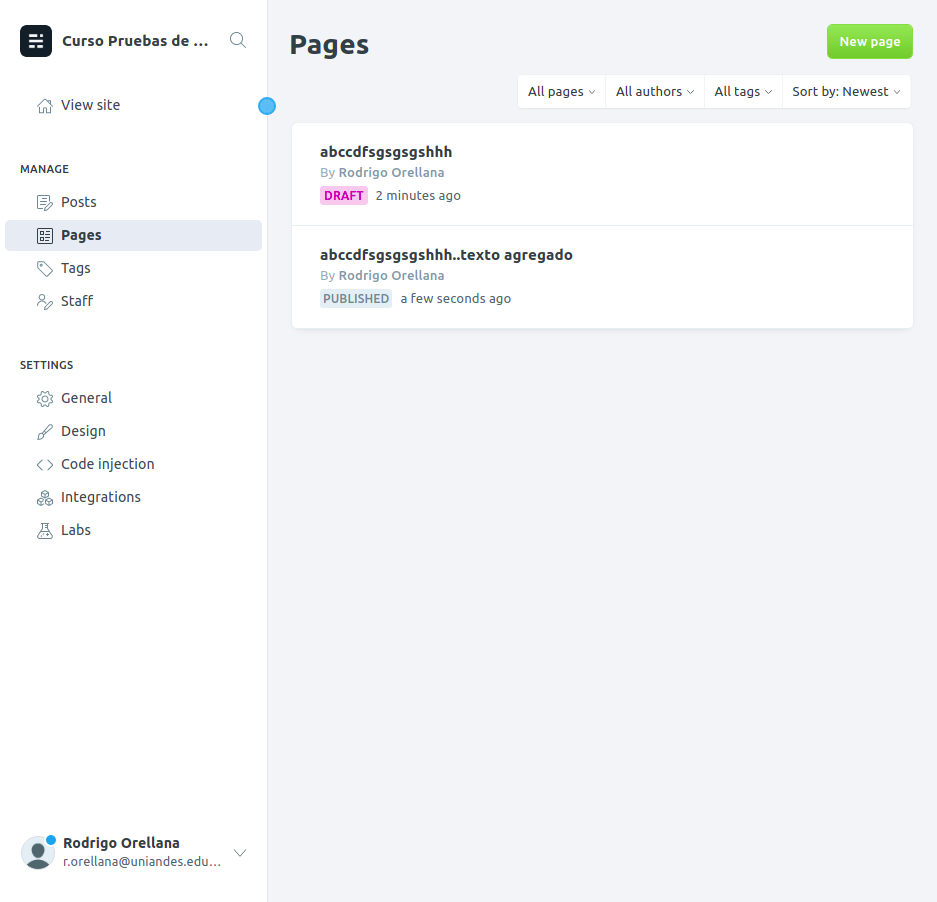 Curso Pruebas de ...
View site
MANAGE
Posts
Pages
Tags
Staff
SETTINGS
General
Design
Code injection
Integrations
Labs
Rodrigo Orellana
r.orellana@uniandes.edu...
Pages
New page
All pages All authors All tags Sort by: Newest
abccdfsgsgsgshhh
By Rodrigo Orellana
DRAFT 2 minutes ago
abccdfsgsgsgshhh..texto agregado
By Rodrigo Orellana
PUBLISHED a few seconds ago